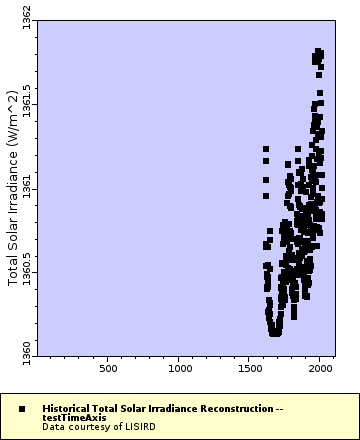 1362
1361.5
1361
1360.5
1360
Total Solar Irradiance (W/m^2)
500
1000
1500
2000
Historical Total Solar Irradiance Reconstruction --
testTimeAxis
Data courtesy of LISIRD